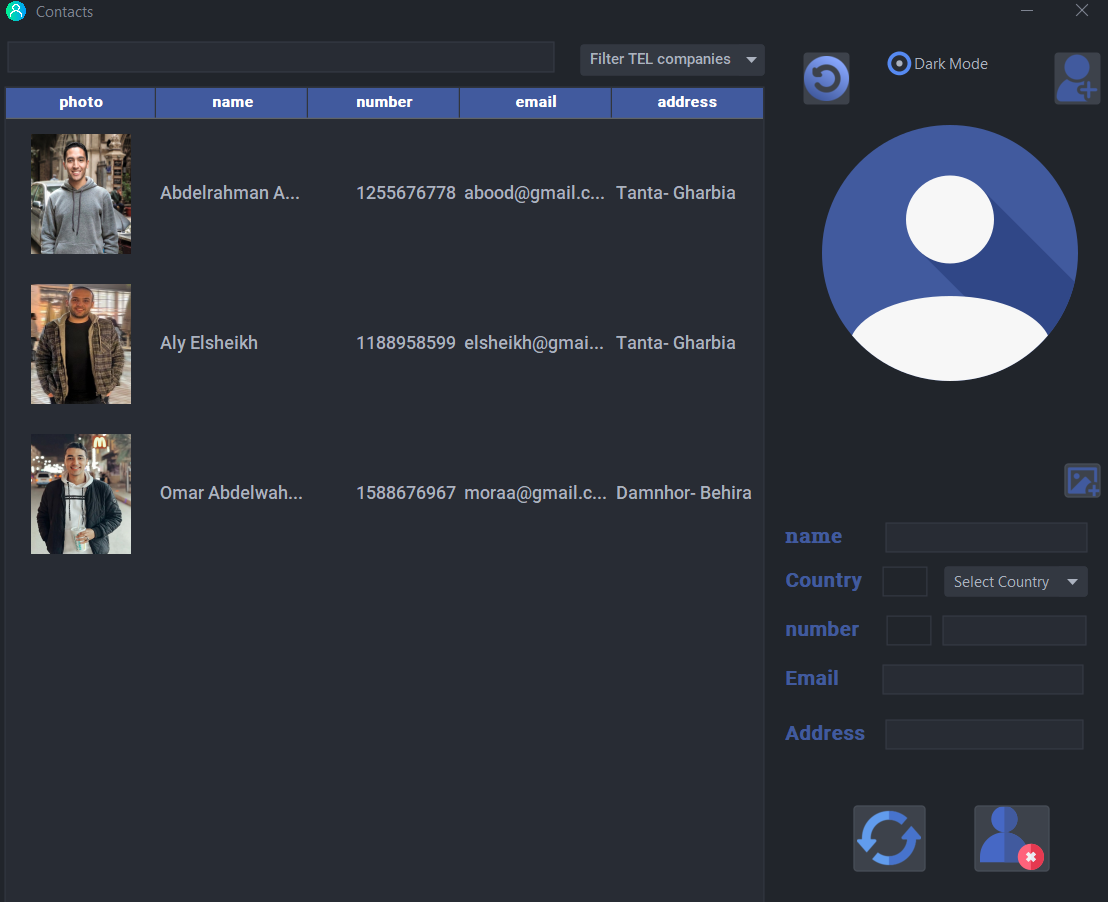 Contacts
Filter TEL companies
Dark Mode
photo name number email address
Abdelrahman A... 1255676778 abood@gmail.c... Tanta- Gharbia
Aly Elsheikh 1188958599 elsheikh@gmai... Tanta- Gharbia
Omar Abdelwah... 1588676967 moraa@gmail.c... Damnhor- Behira
name
Country Select Country
number
Email
Address